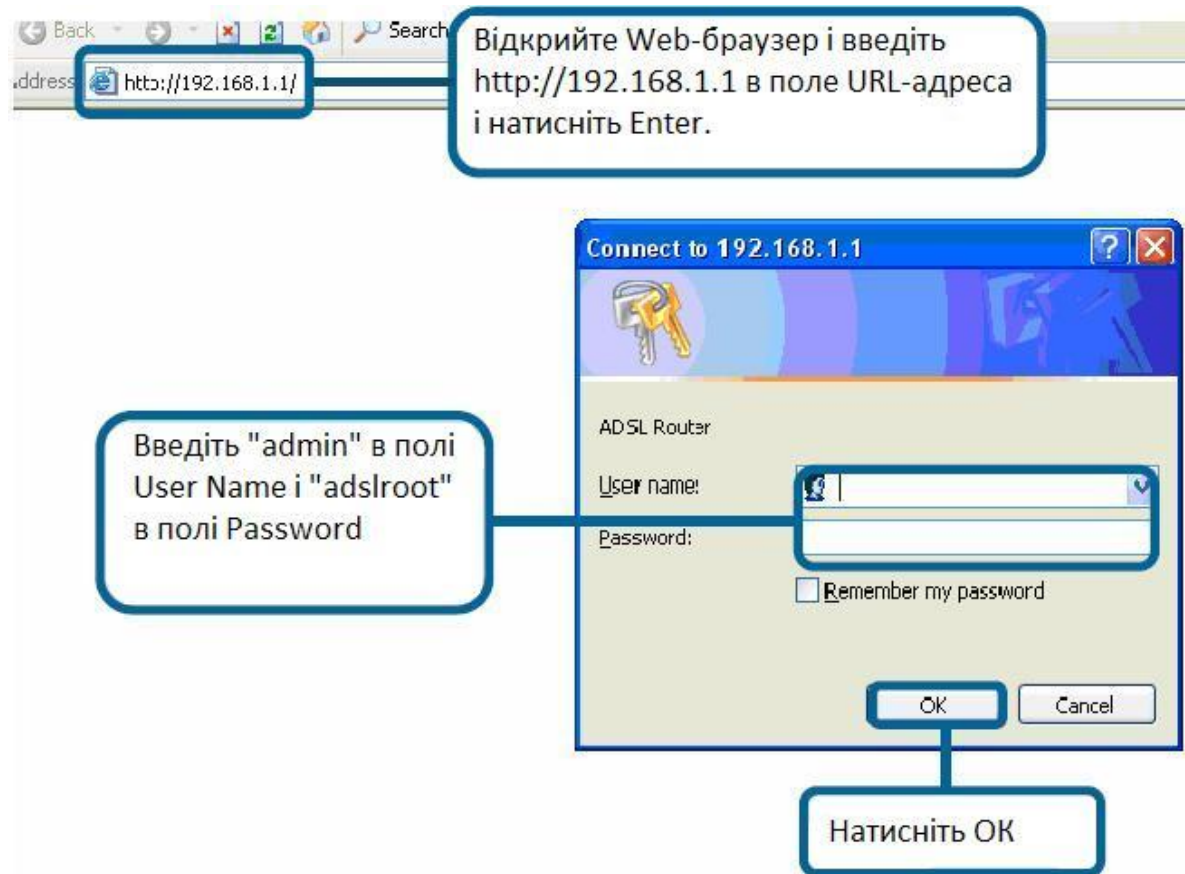 Back Search
ddress http://192.168.1.1/
Відкрийте Web-браузер і введіть
http://192.168.1.1 в поле URL-адреса
і натисніть Enter.
Connect to 192.168.1.1
ADSL Router
User name:
Password:
Remember my password
OK Cancel
Введіть "admin" в полі
User Name і "adslroot"
в полі Password
Натисніть ОК